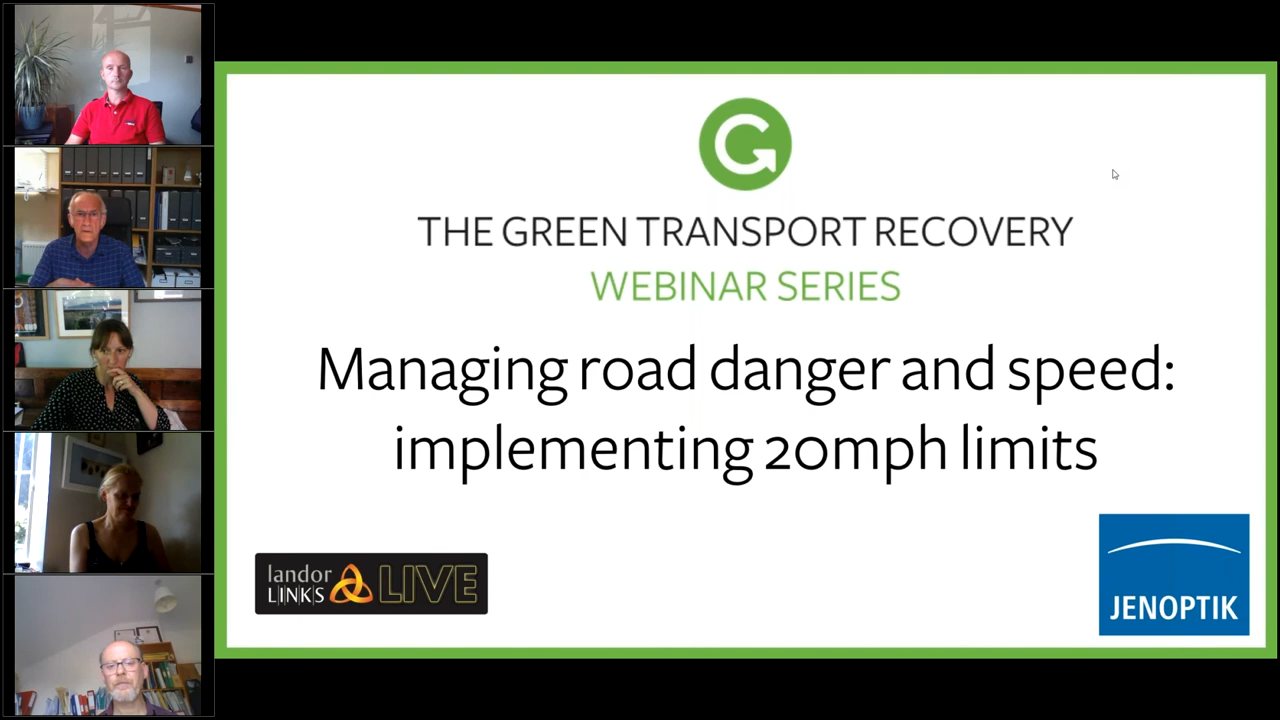 THE GREEN TRANSPORT RECOVERY
WEBINAR SERIES
Managing road danger and speed:
implementing 20mph limits
landor
LINKS
LIVE
JENOPTIK